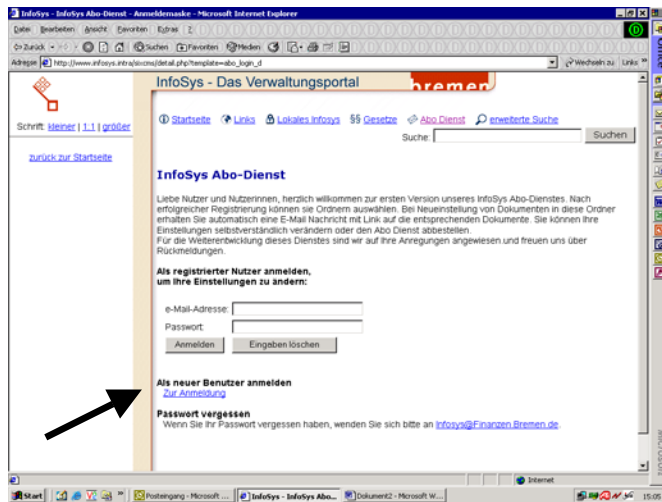 InfoSys - InfoSys Abo-Dienst - Anmeldemaske - Microsoft Internet Explorer
Datei Bearbeiten Ansicht Favoriten Extras ?
Zurück Suchen Favoriten Medien
Adresse http://www.infosys.intra/sixcms/detail.php?template=abo_login_d Wechseln zu Links »
InfoSys - Das Verwaltungsportal bremen
Schrift: kleiner | 1:1 | größer
zurück zur Startseite
Startseite Links Lokales Infosys §§ Gesetze Abo Dienst erweiterte Suche
Suche: Suchen
InfoSys Abo-Dienst
Liebe Nutzer und Nutzerinnen, herzlich willkommen zur ersten Version unseres InfoSys Abo-Dienstes. Nach
erfolgreicher Registrierung können sie Ordnern auswählen. Bei Neueinstellung von Dokumenten in diese Ordner
erhalten Sie automatisch eine E-Mail Nachricht mit Link auf die entsprechenden Dokumente. Sie können Ihre
Einstellungen selbstverständlich verändern oder den Abo Dienst abbestellen.
Für die Weiterentwicklung dieses Dienstes sind wir auf Ihre Anregungen angewiesen und freuen uns über
Rückmeldungen.
Als registrierter Nutzer anmelden,
um Ihre Einstellungen zu ändern:
e-Mail-Adresse:
Passwort:
Anmelden Eingaben löschen
Als neuer Benutzer anmelden
Zur Anmeldung
Passwort vergessen
Wenn Sie Ihr Passwort vergessen haben, wenden Sie sich bitte an Infosys@Finanzen.Bremen.de.
Internet
Start » Posteingang - Microsoft ... InfoSys - InfoSys Abo... Dokument2 - Microsoft W... 15:05